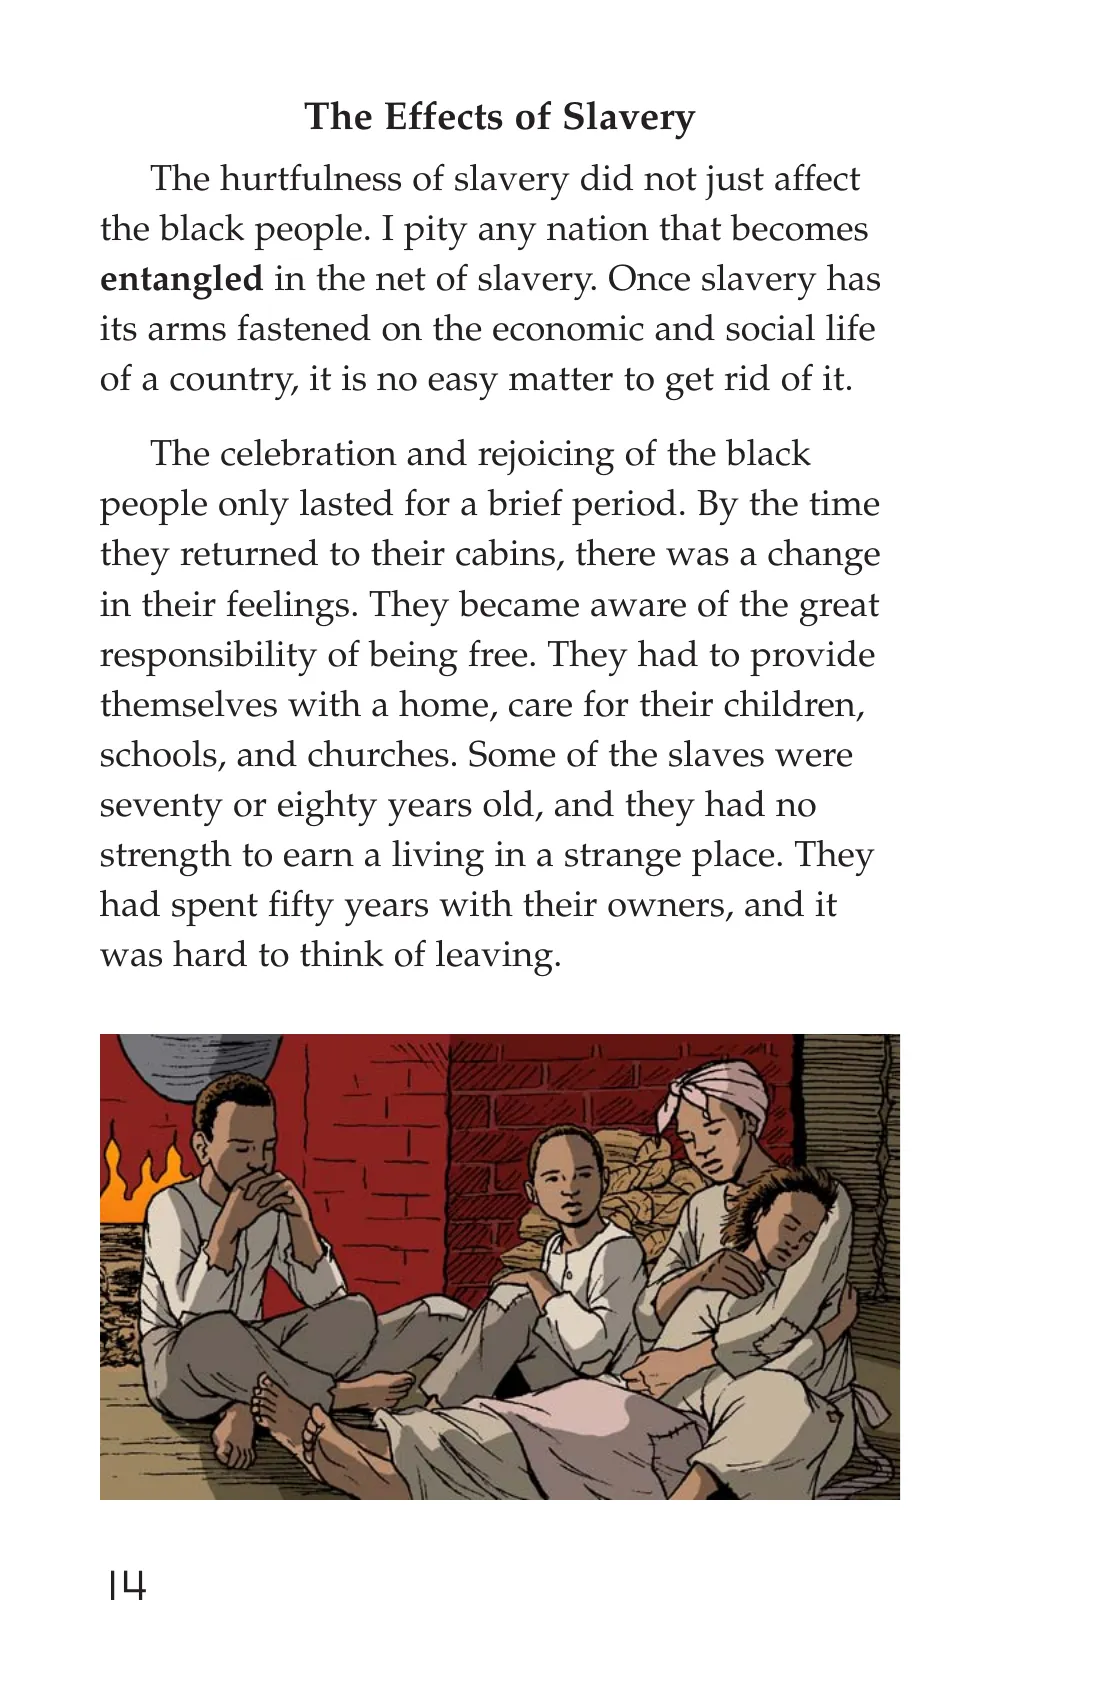 The Effects of Slavery
The hurtfulness of slavery did not just affect
the black people. I pity any nation that becomes
entangled in the net of slavery. Once slavery has
its arms fastened on the economic and social life
of a country, it is no easy matter to get rid of it.
The celebration and rejoicing of the black
people only lasted for a brief period. By the time
they returned to their cabins, there was a change
in their feelings. They became aware of the great
responsibility of being free. They had to provide
themselves with a home, care for their children,
schools, and churches. Some of the slaves were
seventy or eighty years old, and they had no
strength to earn a living in a strange place. They
had spent fifty years with their owners, and it
was hard to think of leaving.
14